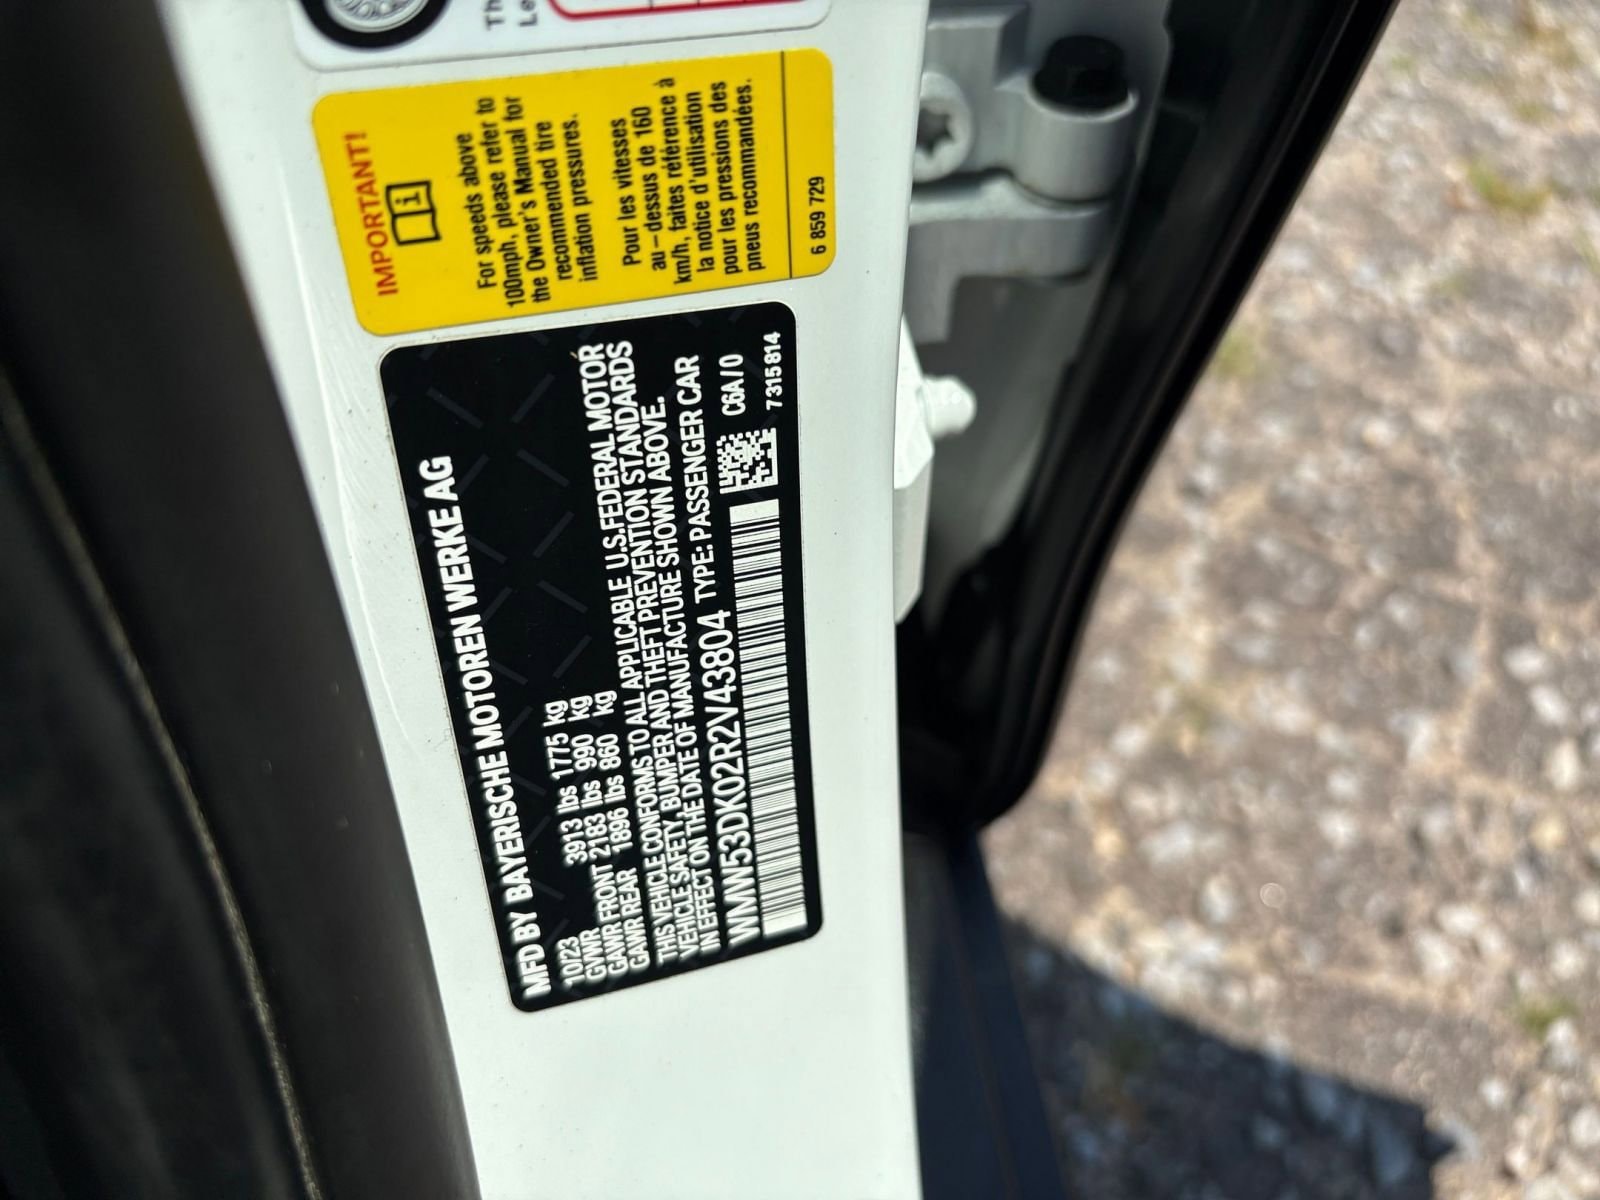 Th
Le
IMPORTANT!
For speeds above
100mph, please refer to
the Owner's Manual for
recommended tire
inflation pressures.
Pour les vitesses
au-dessus de 160
km/h, faites référence à
la notice d'utilisation
pour les pressions des
pneus recommandées.
6 859 729
MFD BY BAYERISCHE MOTOREN WERKE AG
10/23
GVWR 3913 lbs 1775 kg
GAWR FRONT 2183 lbs 990 kg
GAWR REAR 1896 lbs 860 kg
THIS VEHICLE CONFORMS TO ALL APPLICABLE U.S.FEDERAL MOTOR
VEHICLE SAFETY, BUMPER AND THEFT PREVENTION STANDARDS
IN EFFECT ON THE DATE OF MANUFACTURE SHOWN ABOVE.
WMW53DK02R2V43804 TYPE: PASSENGER CAR
C6A/0
7315814